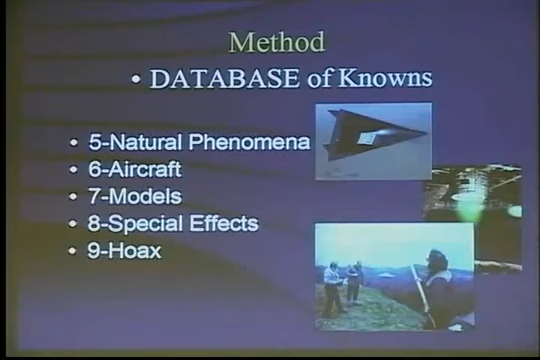 Method
• DATABASE of Knowns
• 5-Natural Phenomena
• 6-Aircraft
• 7-Models
• 8-Special Effects
• 9-Hoax